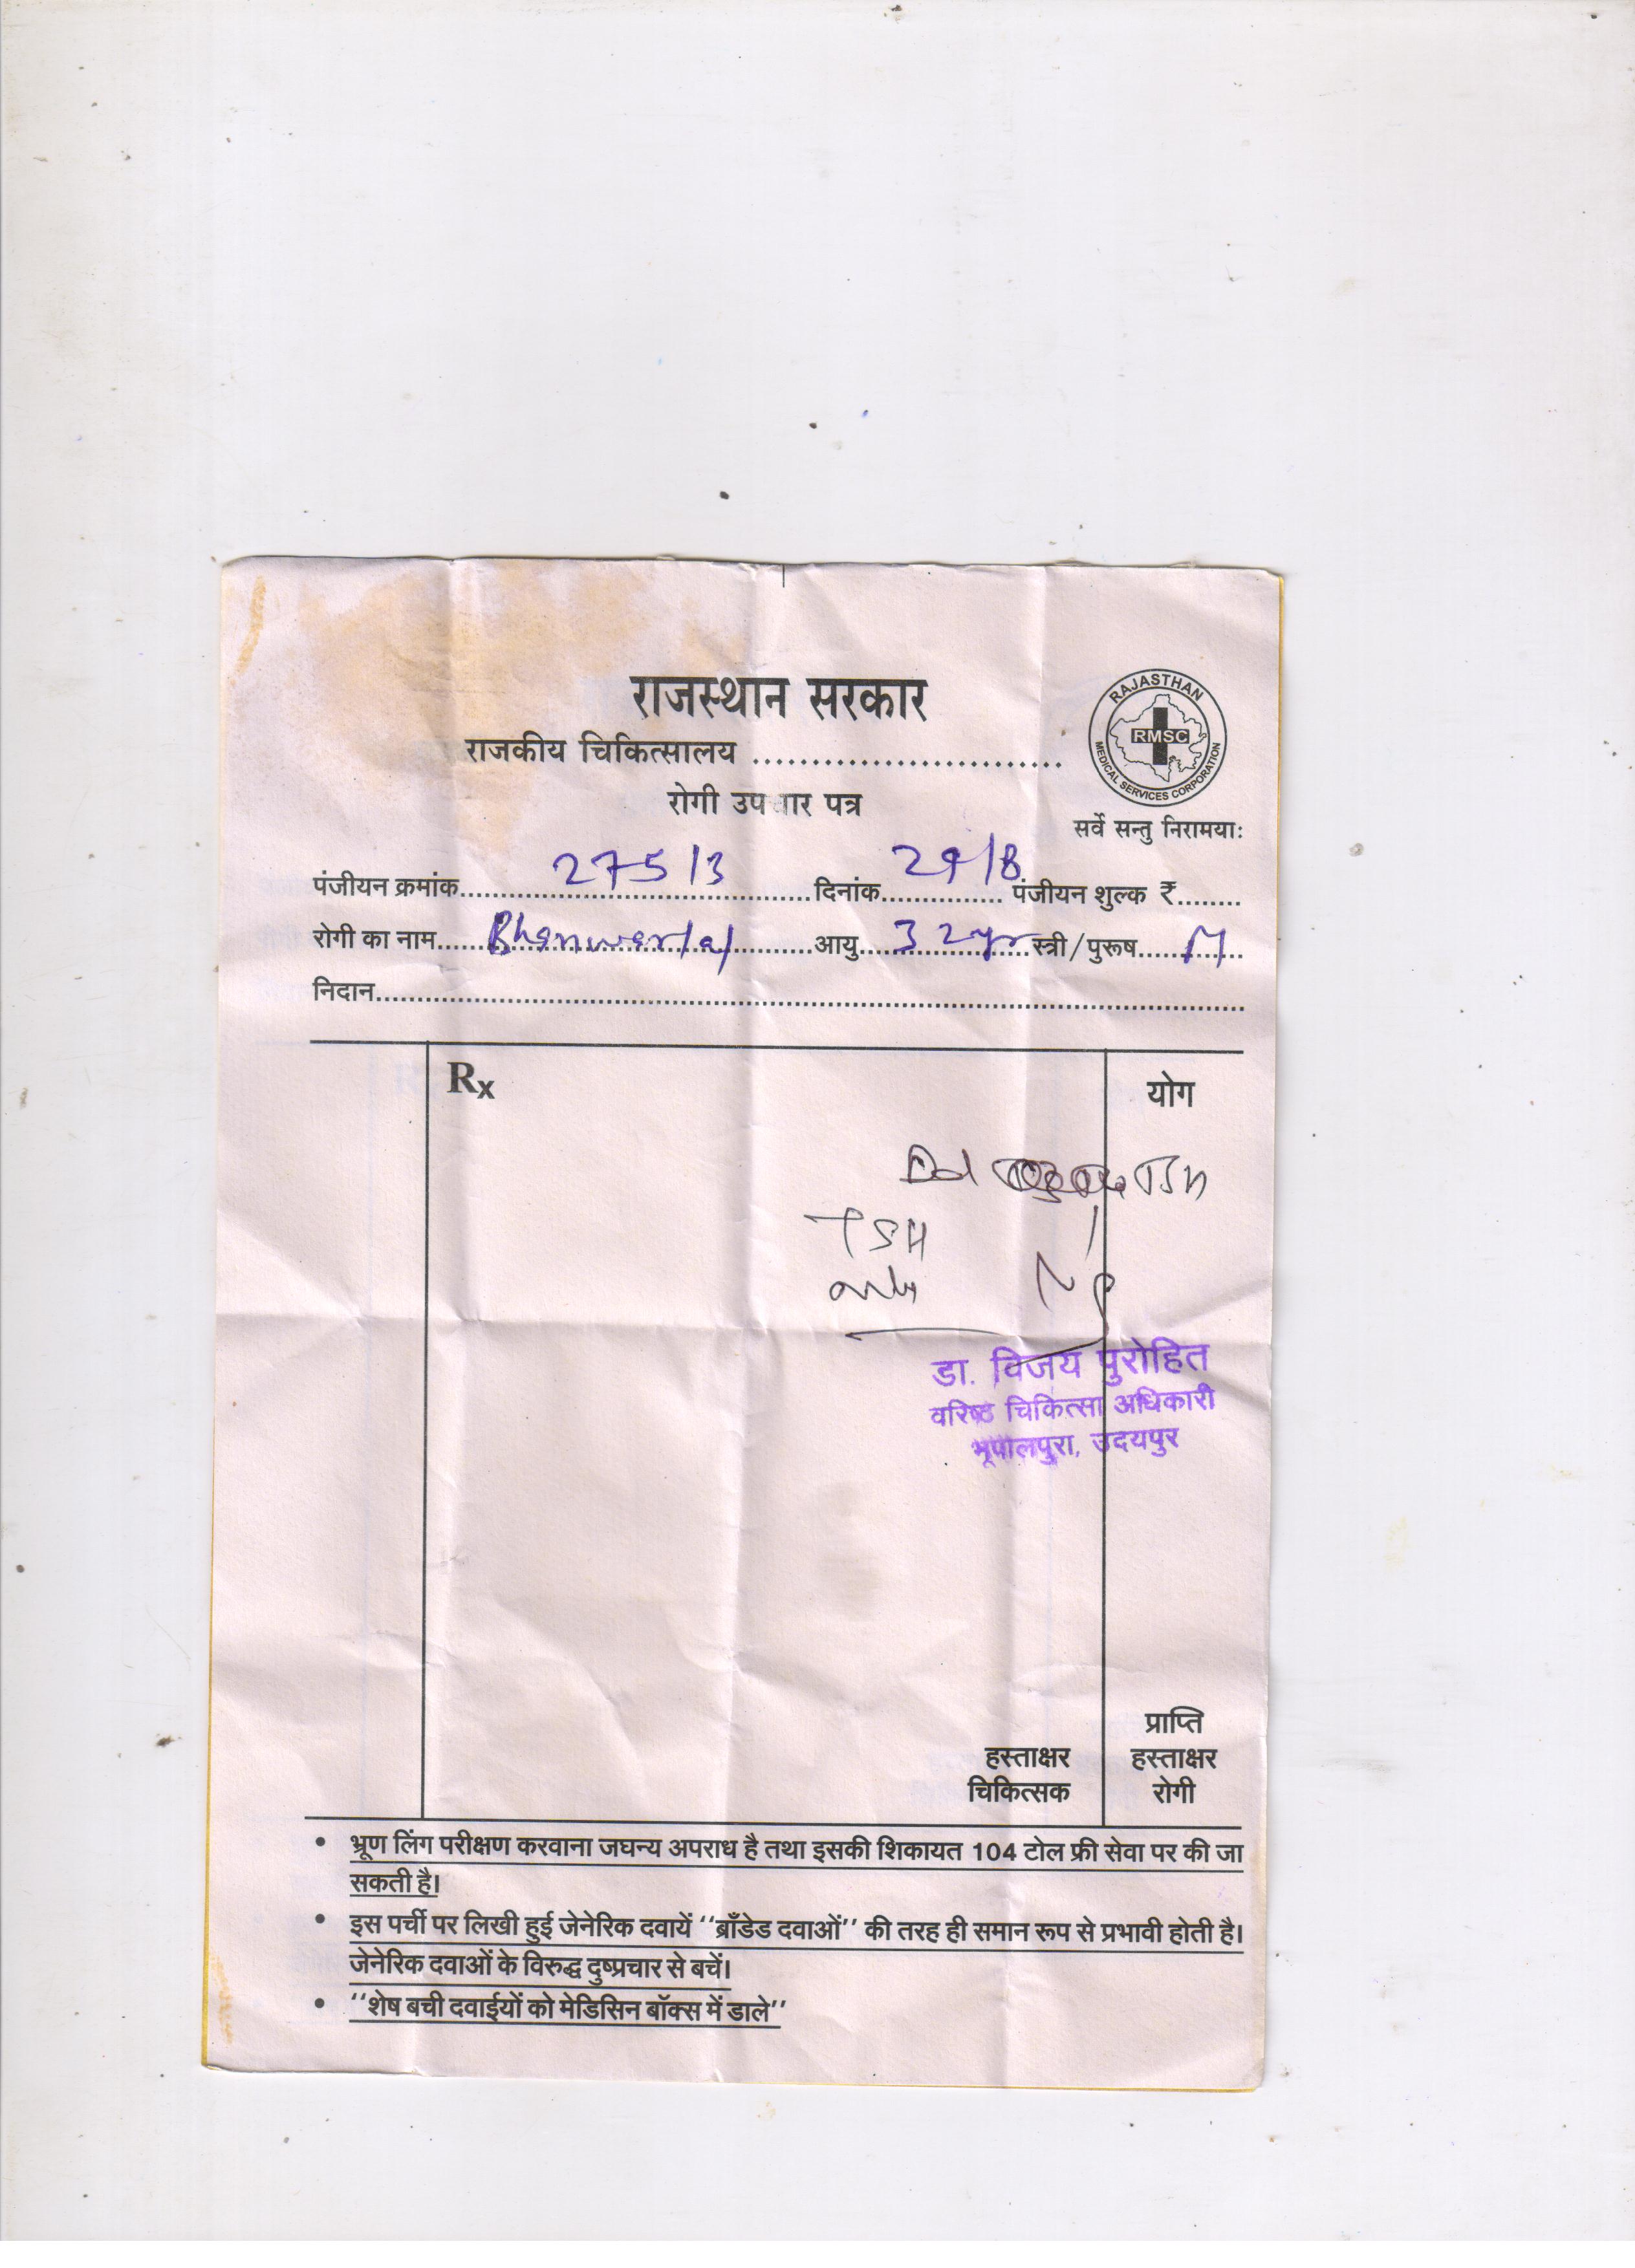 राजस्थान सरकार
राजकीय चिकित्सालय ..........................
रोगी उपचार पत्र
RAJASTHAN
RMSC
MEDICAL SERVICES CORPORATION
सर्वे सन्तु निरामयाः
पंजीयन क्रमांक 27513 दिनांक 29/8 पंजीयन शुल्क ₹........
रोगी का नाम Bhanwarlal आयु 32yr स्त्री/पुरूष M
निदान..........
Rx
योग
TSH
TSH
only
डा. विजय पुरोहित
वरिष्ठ चिकित्सा अधिकारी
भूपालपुरा, उदयपुर
हस्ताक्षर
चिकित्सक
प्राप्ति
हस्ताक्षर
रोगी
• भ्रूण लिंग परीक्षण करवाना जघन्य अपराध है तथा इसकी शिकायत 104 टोल फ्री सेवा पर की जा
सकती है।
• इस पर्ची पर लिखी हुई जेनेरिक दवायें ‘‘ब्राँडेड दवाओं’’ की तरह ही समान रूप से प्रभावी होती है।
जेनेरिक दवाओं के विरुद्ध दुष्प्रचार से बचें।
• ‘‘शेष बची दवाईयों को मेडिसिन बॉक्स में डाले’’